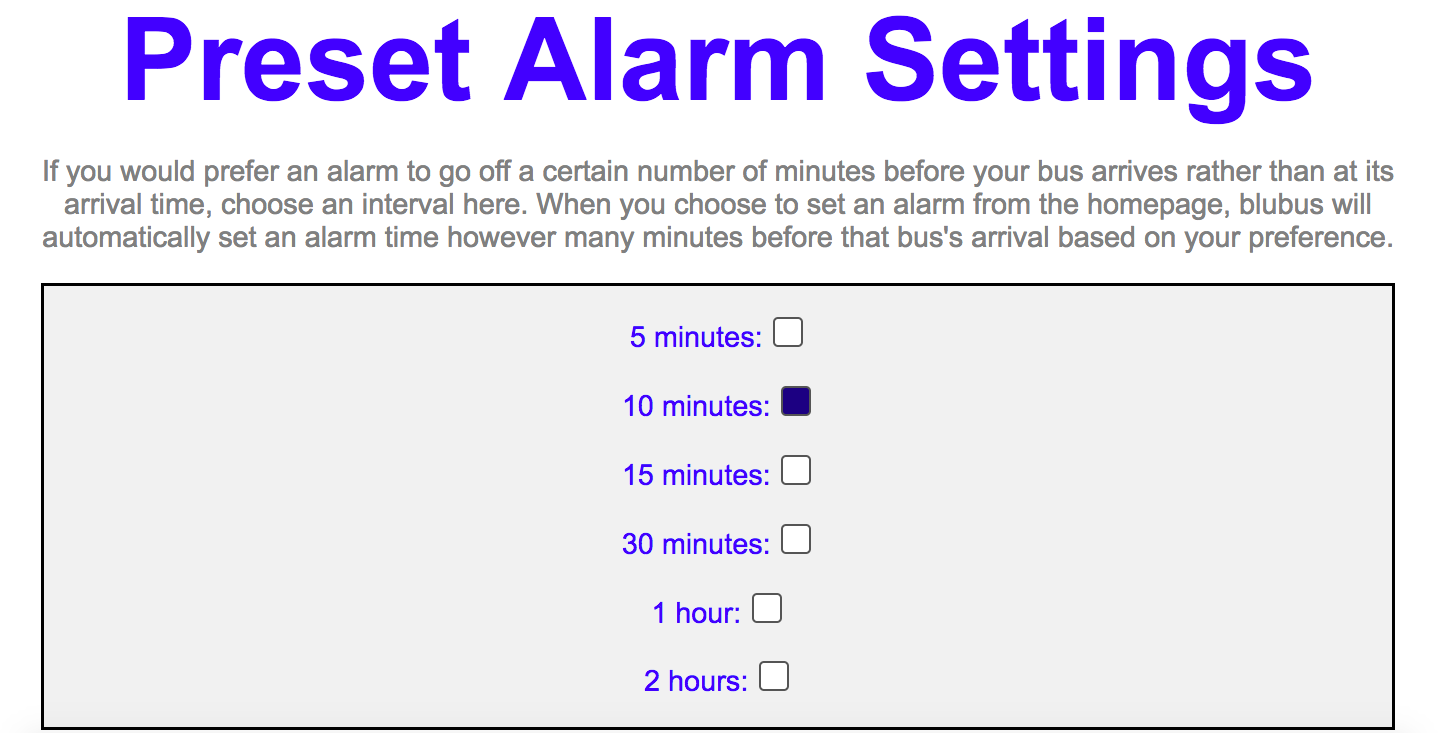 Preset Alarm Settings
If you would prefer an alarm to go off a certain number of minutes before your bus arrives rather than at its
arrival time, choose an interval here. When you choose to set an alarm from the homepage, blubus will
automatically set an alarm time however many minutes before that bus's arrival based on your preference.
5 minutes:
10 minutes:
15 minutes:
30 minutes:
1 hour:
2 hours: